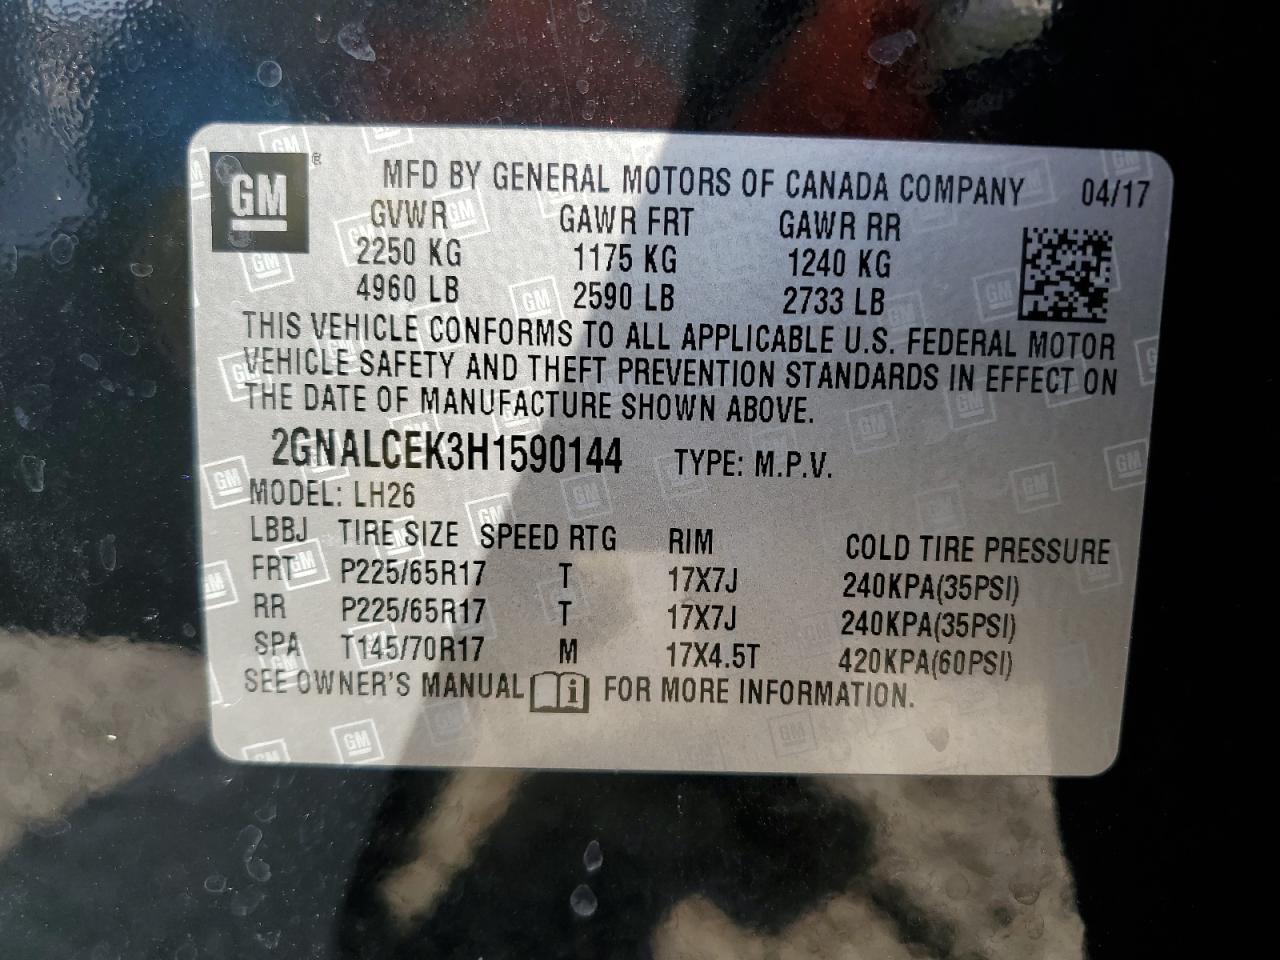 GM ®
MFD BY GENERAL MOTORS OF CANADA COMPANY 04/17
GVWR GAWR FRT GAWR RR
2250 KG 1175 KG 1240 KG
4960 LB 2590 LB 2733 LB
THIS VEHICLE CONFORMS TO ALL APPLICABLE U.S. FEDERAL MOTOR
VEHICLE SAFETY AND THEFT PREVENTION STANDARDS IN EFFECT ON
THE DATE OF MANUFACTURE SHOWN ABOVE.
2GNALCEK3H1590144 TYPE: M.P.V.
MODEL: LH26
LBBJ TIRE SIZE SPEED RTG RIM COLD TIRE PRESSURE
FRT P225/65R17 T 17X7J 240KPA(35PSI)
RR P225/65R17 T 17X7J 240KPA(35PSI)
SPA T145/70R17 M 17X4.5T 420KPA(60PSI)
SEE OWNER'S MANUAL i FOR MORE INFORMATION.